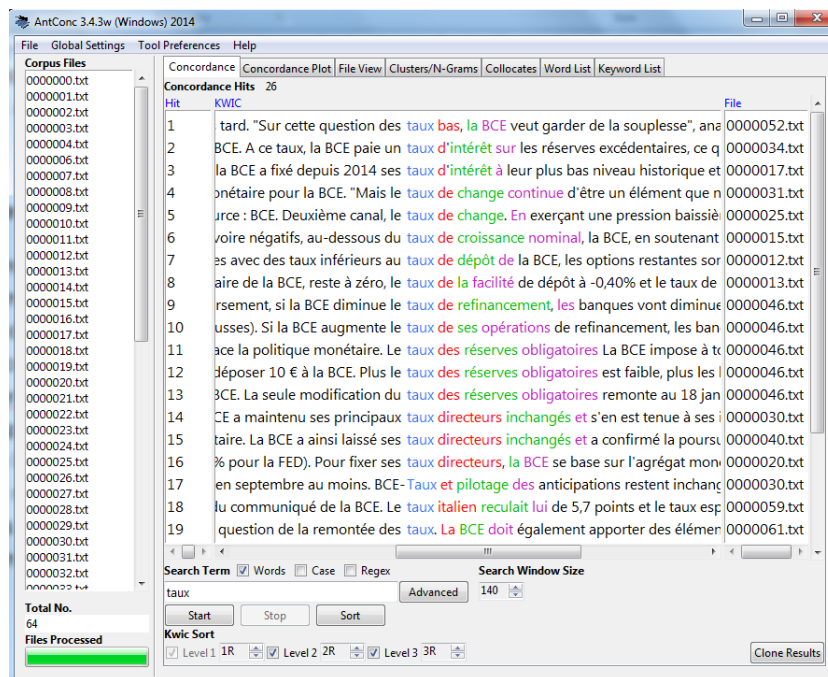 AntConc 3.4.3w (Windows) 2014
File Global Settings Tool Preferences Help
Corpus Files
0000000.txt
0000001.txt
0000002.txt
0000003.txt
0000004.txt
0000006.txt
0000007.txt
0000008.txt
0000009.txt
0000010.txt
0000011.txt
0000012.txt
0000013.txt
0000014.txt
0000015.txt
0000016.txt
0000017.txt
0000018.txt
0000019.txt
0000020.txt
0000021.txt
0000022.txt
0000023.txt
0000024.txt
0000025.txt
0000026.txt
0000027.txt
0000028.txt
0000029.txt
0000030.txt
0000031.txt
0000032.txt
0000033.txt
Total No.
64
Files Processed
Concordance Concordance Plot File View Clusters/N-Grams Collocates Word List Keyword List
Concordance Hits 26
Hit KWIC File
1 . tard. "Sur cette question des taux bas, la BCE veut garder de la souplesse", ana 0000052.txt
2 BCE. A ce taux, la BCE paie un taux d'intérêt sur les réserves excédentaires, ce q 0000034.txt
3 la BCE a fixé depuis 2014 ses taux d'intérêt à leur plus bas niveau historique et 0000017.txt
4 onétaire pour la BCE. "Mais le taux de change continue d'être un élément que n 0000031.txt
5 urce : BCE. Deuxième canal, le taux de change. En exerçant une pression baissiè 0000025.txt
6 voire négatifs, au-dessous du taux de croissance nominal, la BCE, en soutenant 0000015.txt
7 es avec des taux inférieurs au taux de dépôt de la BCE, les options restantes sor 0000012.txt
8 aire de la BCE, reste à zéro, le taux de la facilité de dépôt à -0,40% et le taux de 0000013.txt
9 ersement, si la BCE diminue le taux de refinancement, les banques vont diminue 0000046.txt
10 usses). Si la BCE augmente le taux de ses opérations de refinancement, les ban 0000046.txt
11 ace la politique monétaire. Le taux des réserves obligatoires La BCE impose à to 0000046.txt
12 déposer 10 € à la BCE. Plus le taux des réserves obligatoires est faible, plus les 0000046.txt
13 BCE. La seule modification du taux des réserves obligatoires remonte au 18 jan 0000046.txt
14 CE a maintenu ses principaux taux directeurs inchangés et s'en est tenue à ses i 0000030.txt
15 taire. La BCE a ainsi laissé ses taux directeurs inchangés et a confirmé la poursu 0000040.txt
16 % pour la FED). Pour fixer ses taux directeurs, la BCE se base sur l'agrégat mon 0000020.txt
17 en septembre au moins. BCE- Taux et pilotage des anticipations restent inchang 0000030.txt
18 du communiqué de la BCE. Le taux italien reculait lui de 5,7 points et le taux esp 0000059.txt
19 question de la remontée des taux. La BCE doit également apporter des élémen 0000061.txt
Search Term Words Case Regex Search Window Size
taux Advanced 140
Start Stop Sort
Kwic Sort
Level 1 1R Level 2 2R Level 3 3R Clone Results